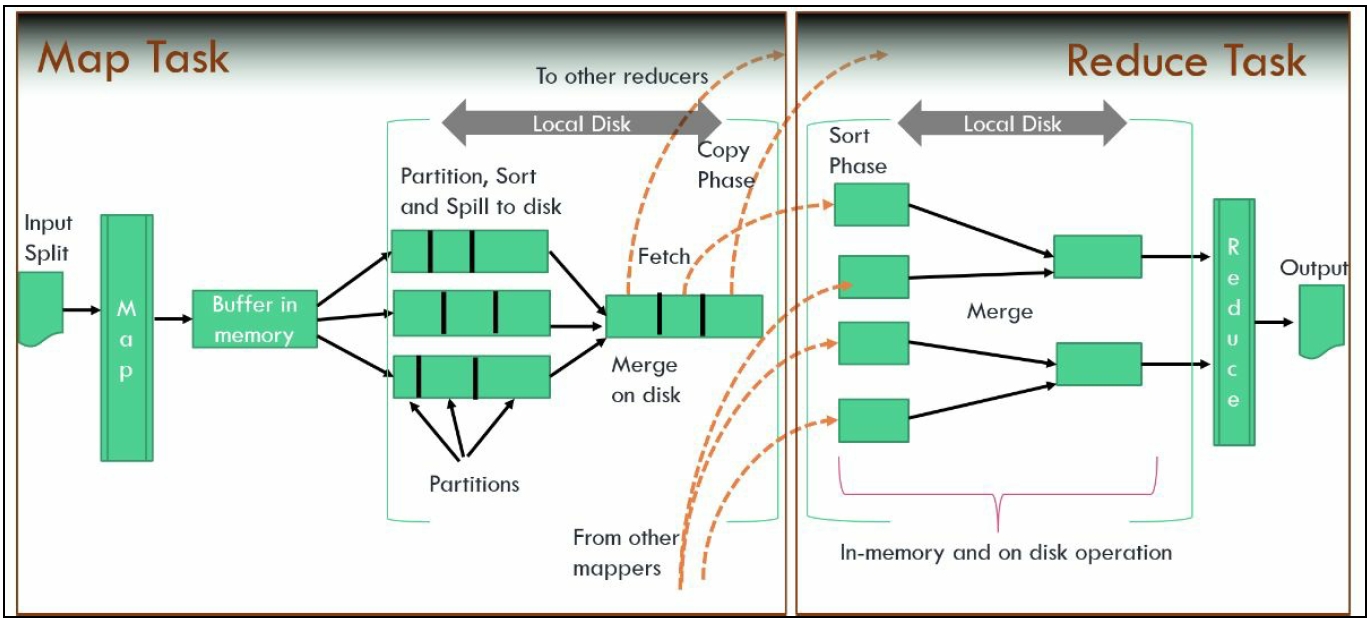 Map Task
To other reducers
Local Disk
Copy
Phase
Partition, Sort
and Spill to disk
Input
Split
Map
Buffer in
memory
Fetch
Merge
on disk
Partitions
From other
mappers
Reduce Task
Sort
Phase
Local Disk
Merge
Reduce
Output
In-memory and on disk operation